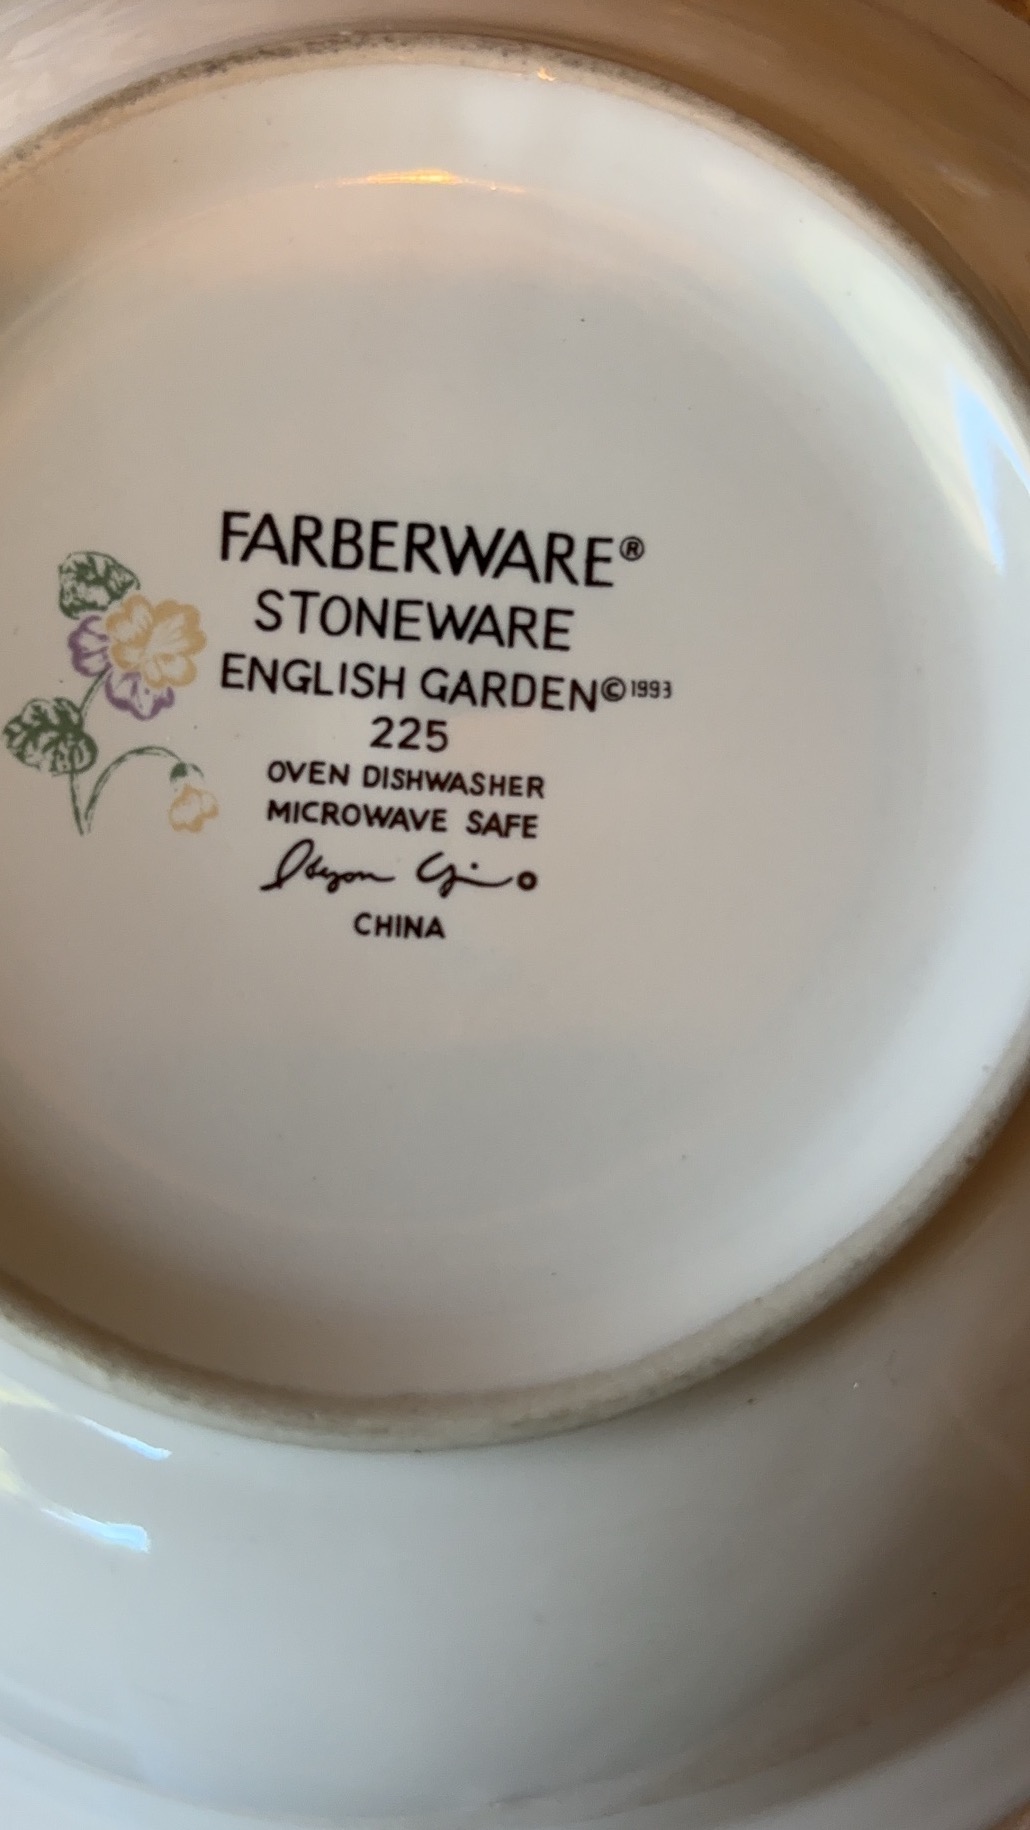 FARBERWARE®
STONEWARE
ENGLISH GARDEN©1993
225
OVEN DISHWASHER
MICROWAVE SAFE
CHINA